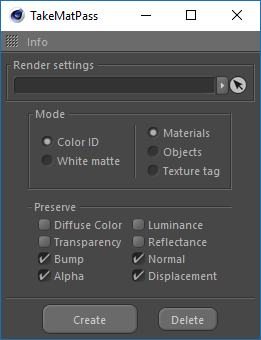 TakeMatPass
Info
Render settings
Mode
Color ID
White matte
Materials
Objects
Texture tag
Preserve
Diffuse Color
Luminance
Transparency
Reflectance
Bump
Normal
Alpha
Displacement
Create
Delete